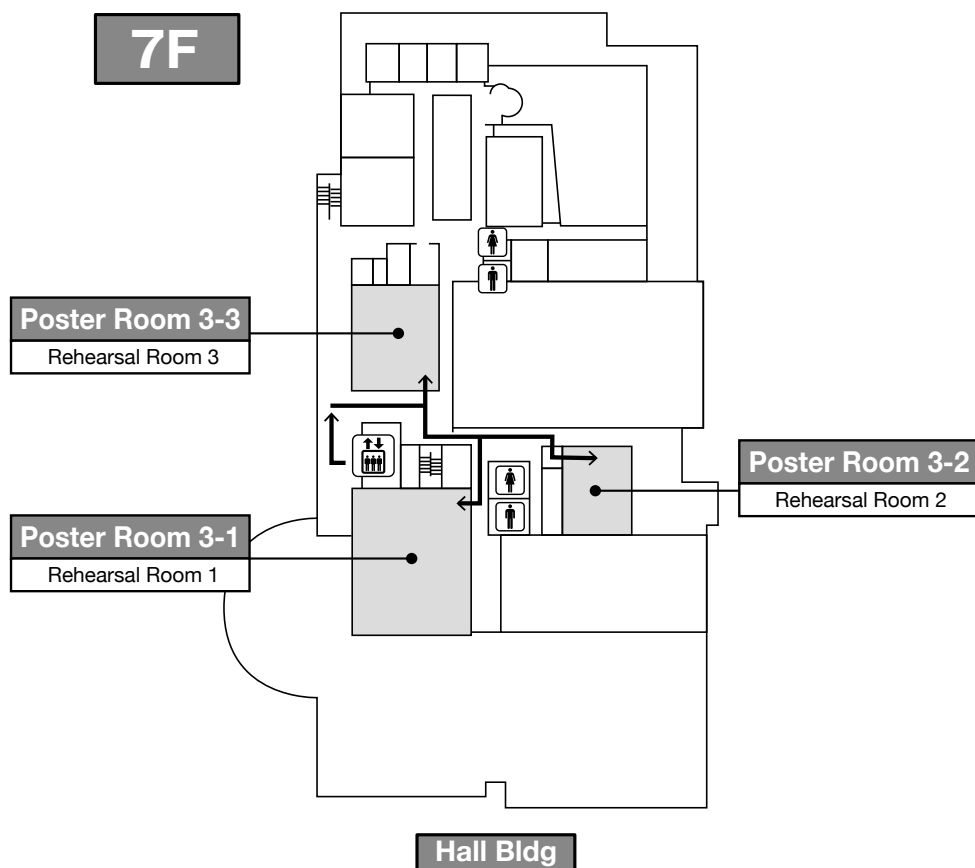 7F
Poster Room 3-3
Rehearsal Room 3
Poster Room 3-2
Rehearsal Room 2
Poster Room 3-1
Rehearsal Room 1
Hall Bldg